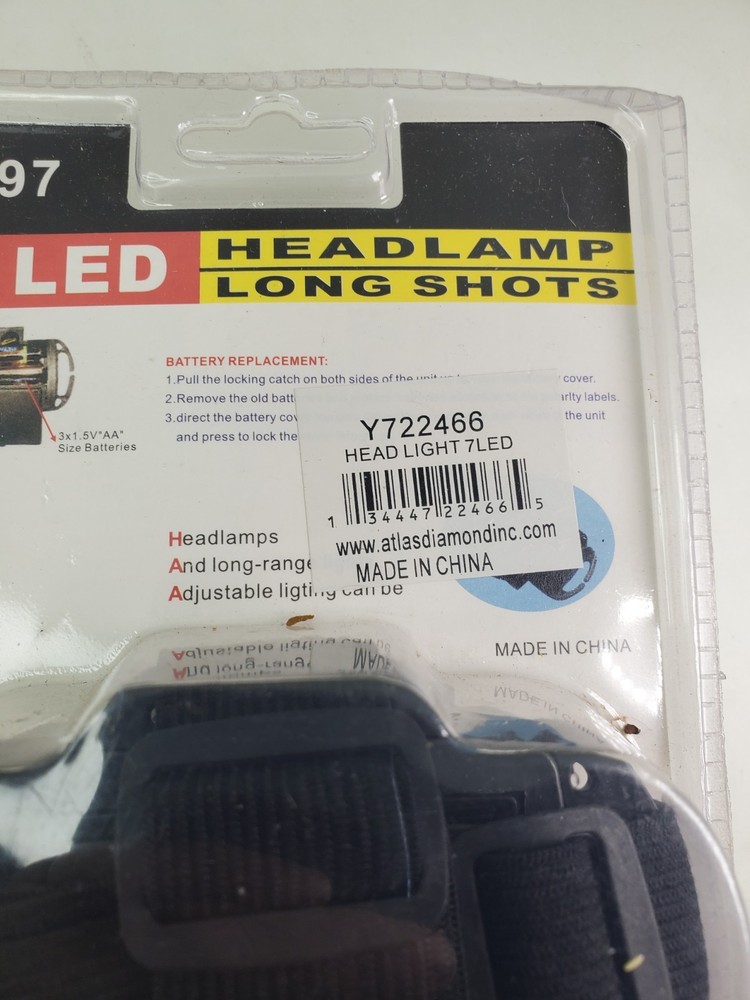 97
LED
HEADLAMP
LONG SHOTS
BATTERY REPLACEMENT:
1.Pull the locking catch on both sides of the unit cover.
2.Remove the old labels.
3.direct the battery the unit
and press to lock the
3x1.5V"AA"
Size Batteries
Y722466
HEAD LIGHT 7LED
1 34447 22466 5
www.atlasdiamondinc.com
MADE IN CHINA
Headlamps
And long-range
Adjustable ligting can be
MADE IN CHINA